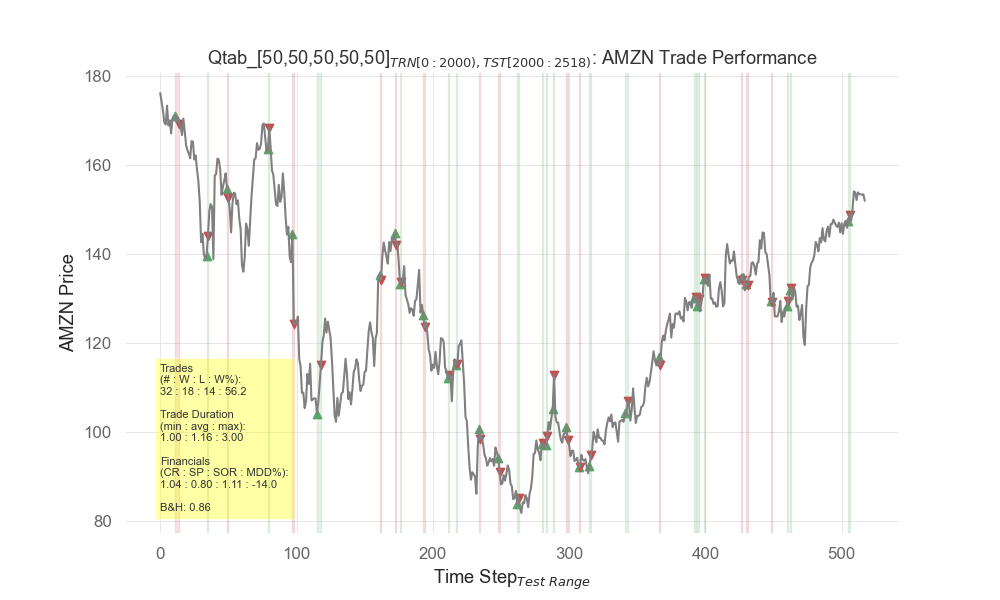 Qtab_[50,50,50,50,50]TRN[0 : 2000), TST[2000 : 2518): AMZN Trade Performance
180
160
140
120
100
80
AMZN Price
Trades
(# : W : L : W%):
32 : 18 : 14 : 56.2
Trade Duration
(min : avg : max):
1.00 : 1.16 : 3.00
Financials
(CR : SP : SOR : MDD%):
1.04 : 0.80 : 1.11 : -14.0
B&H: 0.86
0 100 200 300 400 500
Time StepTest Range